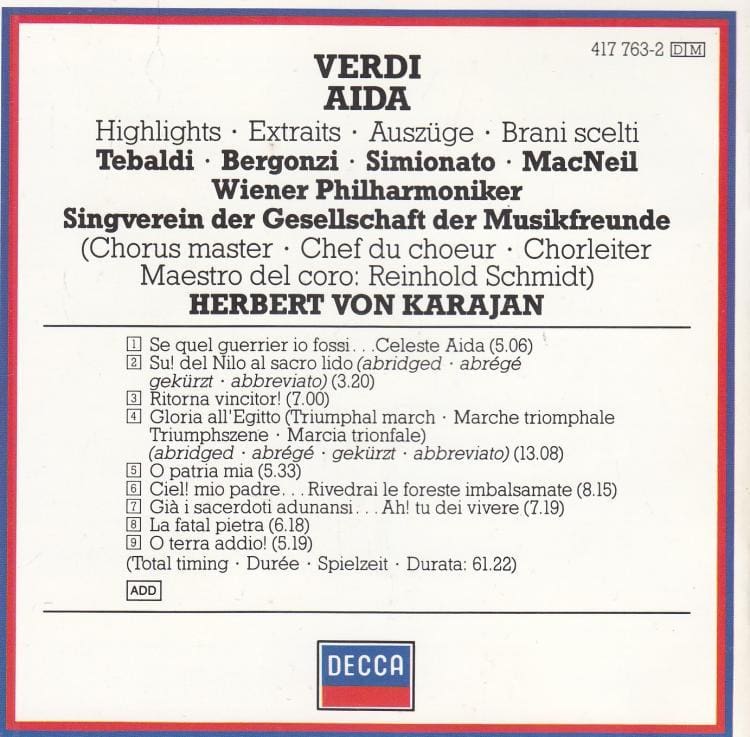 417 763-2 DM
VERDI
AIDA
Highlights · Extraits · Auszüge · Brani scelti
Tebaldi · Bergonzi · Simionato · MacNeil
Wiener Philharmoniker
Singverein der Gesellschaft der Musikfreunde
(Chorus master · Chef du choeur · Chorleiter
Maestro del coro: Reinhold Schmidt)
HERBERT VON KARAJAN
1 Se quel guerrier io fossi. . .Celeste Aida (5.06)
2 Su! del Nilo al sacro lido (abridged · abrégé
gekürzt · abbreviato) (3.20)
3 Ritorna vincitor! (7.00)
4 Gloria all'Egitto (Triumphal march · Marche triomphale
Triumphszene · Marcia trionfale)
(abridged · abrégé · gekürzt · abbreviato) (13.08)
5 O patria mia (5.33)
6 Ciel! mio padre. . .Rivedrai le foreste imbalsamate (8.15)
7 Già i sacerdoti adunansi. . .Ah! tu dei vivere (7.19)
8 La fatal pietra (6.18)
9 O terra addio! (5.19)
(Total timing · Durée · Spielzeit · Durata: 61.22)
ADD
DECCA